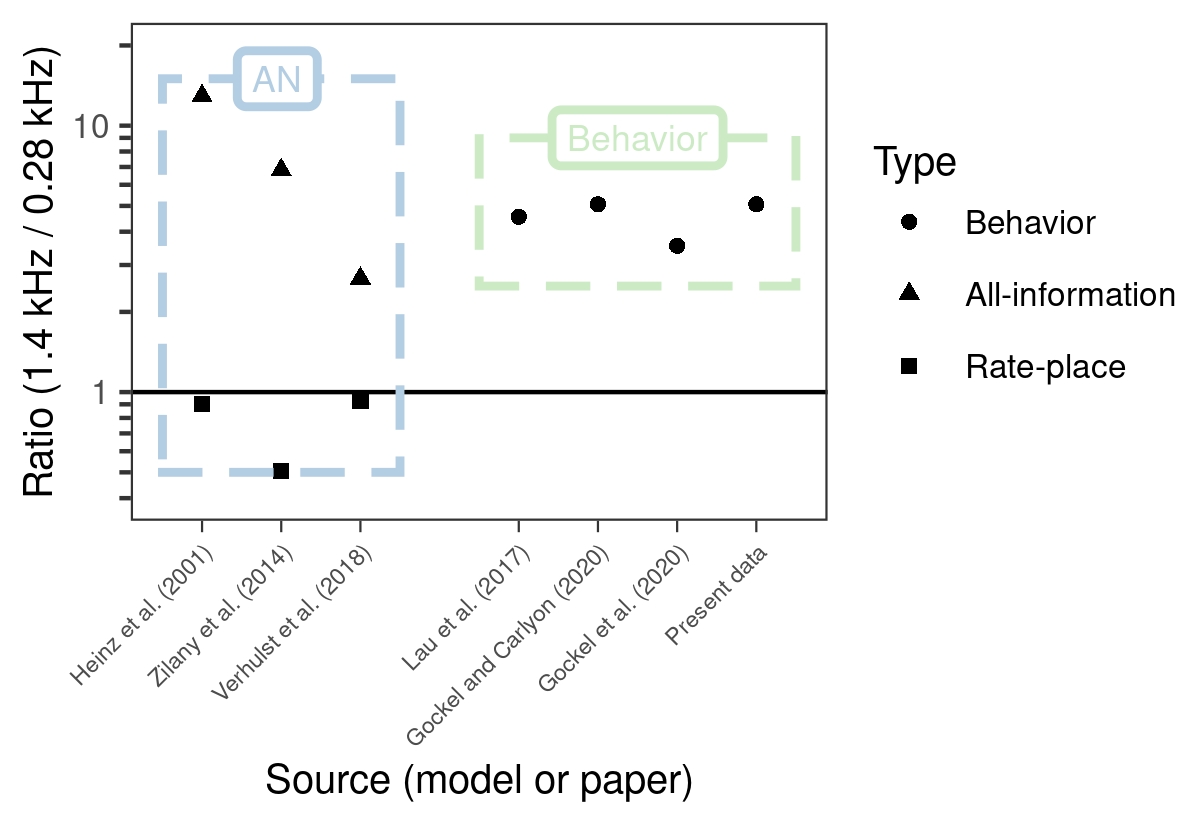 AN
Behavior
10
1
Ratio (1.4 kHz / 0.28 kHz)
Heinz et al. (2001)
Zilany et al. (2014)
Verhulst et al. (2018)
Lau et al. (2017)
Gockel and Carlyon (2020)
Gockel et al. (2020)
Present data
Source (model or paper)
Type
Behavior
All-information
Rate-place